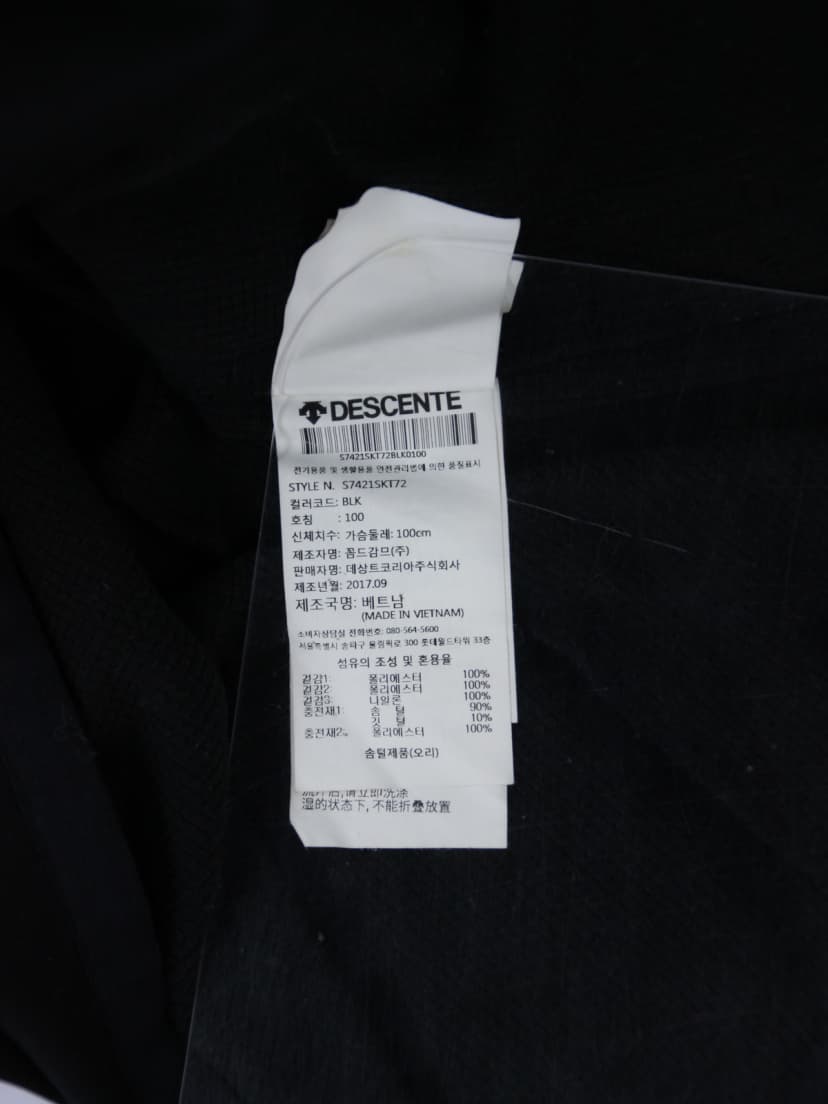 DESCENTE
S7421SKT72BLK0100
전기용품 및 생활용품 안전관리법에 의한 품질표시
STYLE N. S7421SKT72
컬러코드: BLK
호칭 : 100
신체치수: 가슴둘레: 100cm
제조자명: 꼼드감므(주)
판매자명: 데상트코리아주식회사
제조년월: 2017.09
제조국명: 베트남
(MADE IN VIETNAM)
소비자상담실 전화번호: 080-564-5600
서울특별시 송파구 올림픽로 300 롯데월드타워 33층
섬유의 조성 및 혼용율
겉감1: 폴리에스터 100%
겉감2: 폴리에스터 100%
겉감3: 나일론 100%
충전재1: 솜 털 90%
깃 털 10%
충전재2: 폴리에스터 100%
솜털제품(오리)
后,请立即洗涤
湿的状态下,不能折叠放置